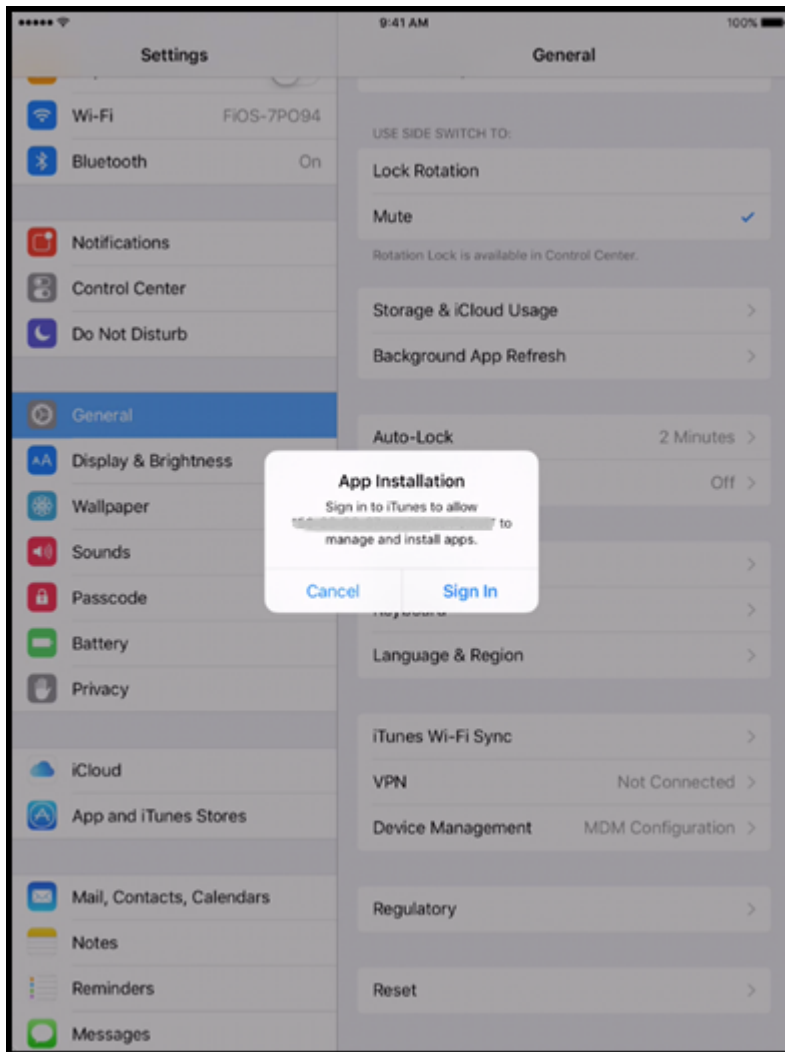 9:41 AM
100%
Settings
General
Wi-Fi
FiOS-7PO94
Bluetooth
On
Notifications
Control Center
Do Not Disturb
General
Display & Brightness
Wallpaper
Sounds
Passcode
Battery
Privacy
iCloud
App and iTunes Stores
Mail, Contacts, Calendars
Notes
Reminders
Messages
USE SIDE SWITCH TO:
Lock Rotation
Mute
Rotation Lock is available in Control Center.
Storage & iCloud Usage
Background App Refresh
Auto-Lock
2 Minutes
Off
App Installation
Sign in to iTunes to allow
to
manage and install apps.
Cancel
Sign In
Keyboard
Language & Region
iTunes Wi-Fi Sync
VPN
Not Connected
Device Management
MDM Configuration
Regulatory
Reset